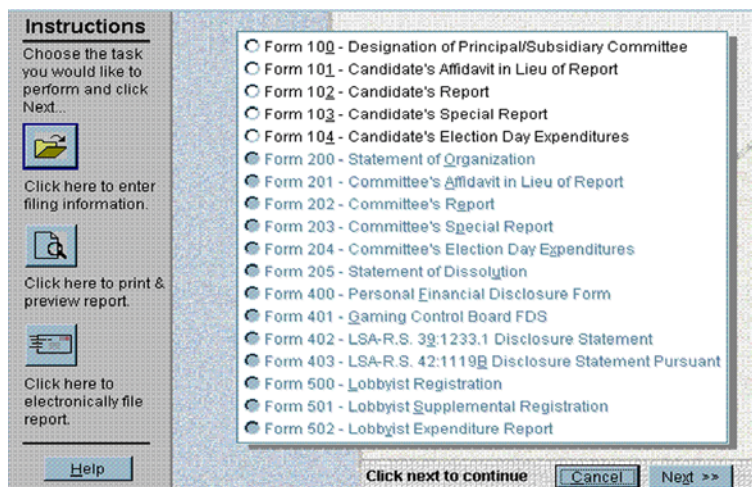 Instructions
Choose the task
you would like to
perform and click
Next...
Click here to enter
filing information.
Click here to print &
preview report.
Click here to
electronically file
report.
Help
Form 100 - Designation of Principal/Subsidiary Committee
Form 101 - Candidate's Affidavit in Lieu of Report
Form 102 - Candidate's Report
Form 103 - Candidate's Special Report
Form 104 - Candidate's Election Day Expenditures
Form 200 - Statement of Organization
Form 201 - Committee's Affidavit in Lieu of Report
Form 202 - Committee's Report
Form 203 - Committee's Special Report
Form 204 - Committee's Election Day Expenditures
Form 205 - Statement of Dissolution
Form 400 - Personal Financial Disclosure Form
Form 401 - Gaming Control Board FDS
Form 402 - LSA-R.S. 39:1233.1 Disclosure Statement
Form 403 - LSA-R.S. 42:1119B Disclosure Statement Pursuant
Form 500 - Lobbyist Registration
Form 501 - Lobbyist Supplemental Registration
Form 502 - Lobbyist Expenditure Report
Click next to continue Cancel Next >>